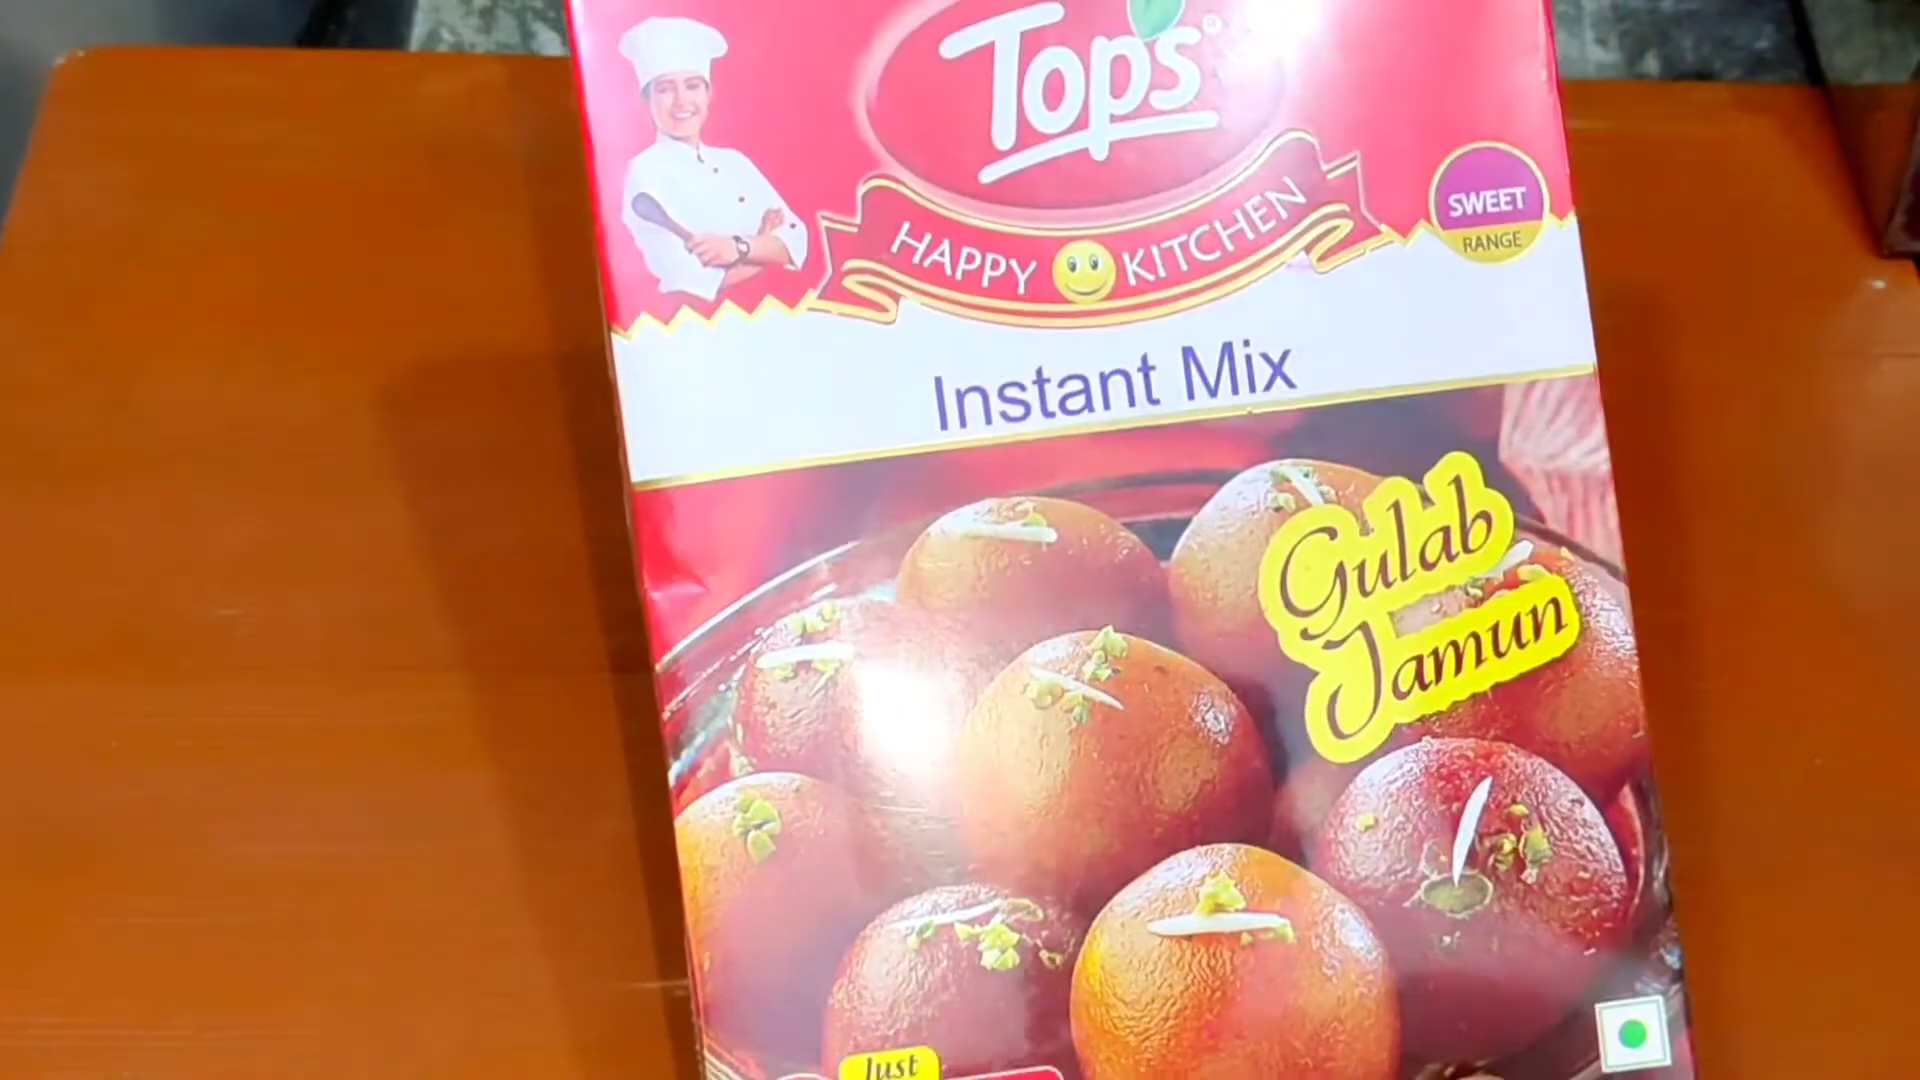 Tops®
HAPPY KITCHEN
SWEET
RANGE
Instant Mix
Gulab
Jamun
Just